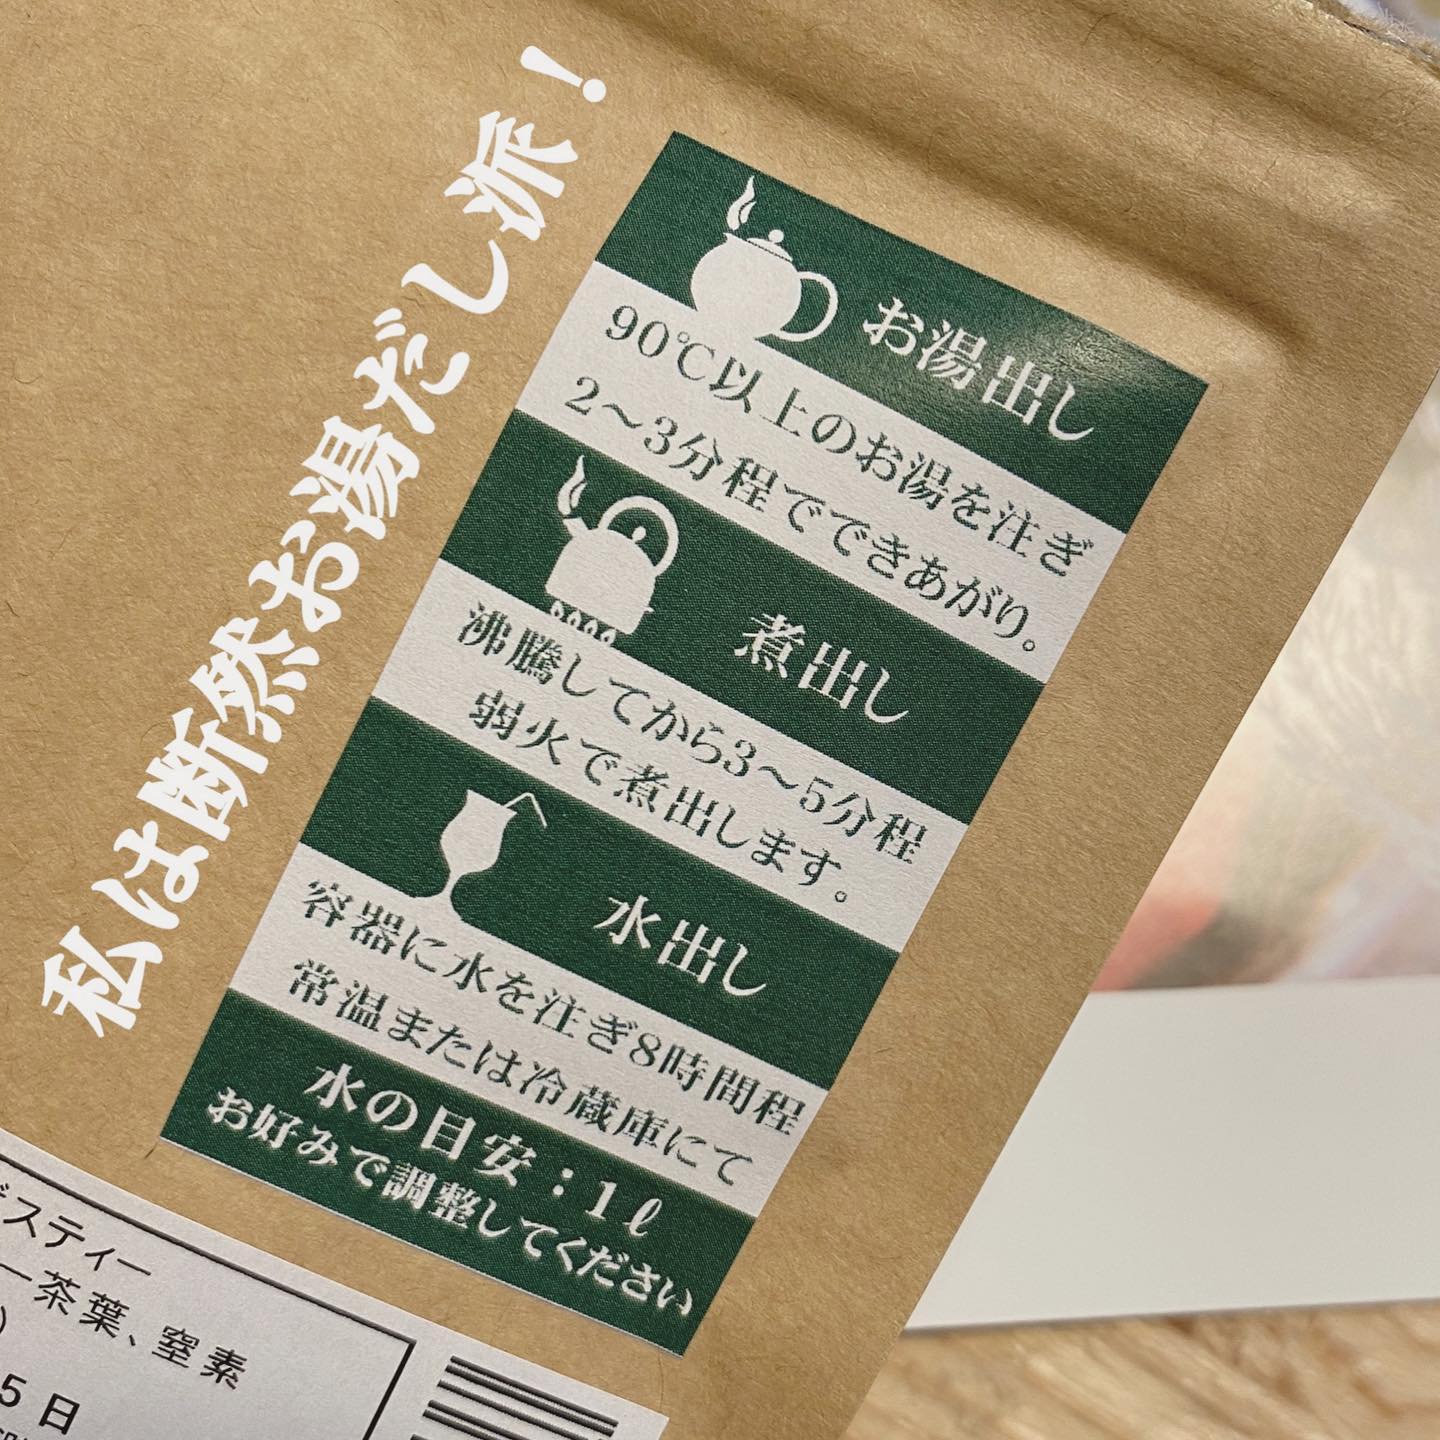 私は断然お湯だし派！
お湯出し
90℃以上のお湯を注ぎ
2〜3分程でできあがり。
煮出し
沸騰してから3〜5分程
弱火で煮出します。
水出し
容器に水を注ぎ8時間程
常温または冷蔵庫にて
水の目安：1ℓ
お好みで調整してください
スティー
ー茶葉、窒素
)
5日